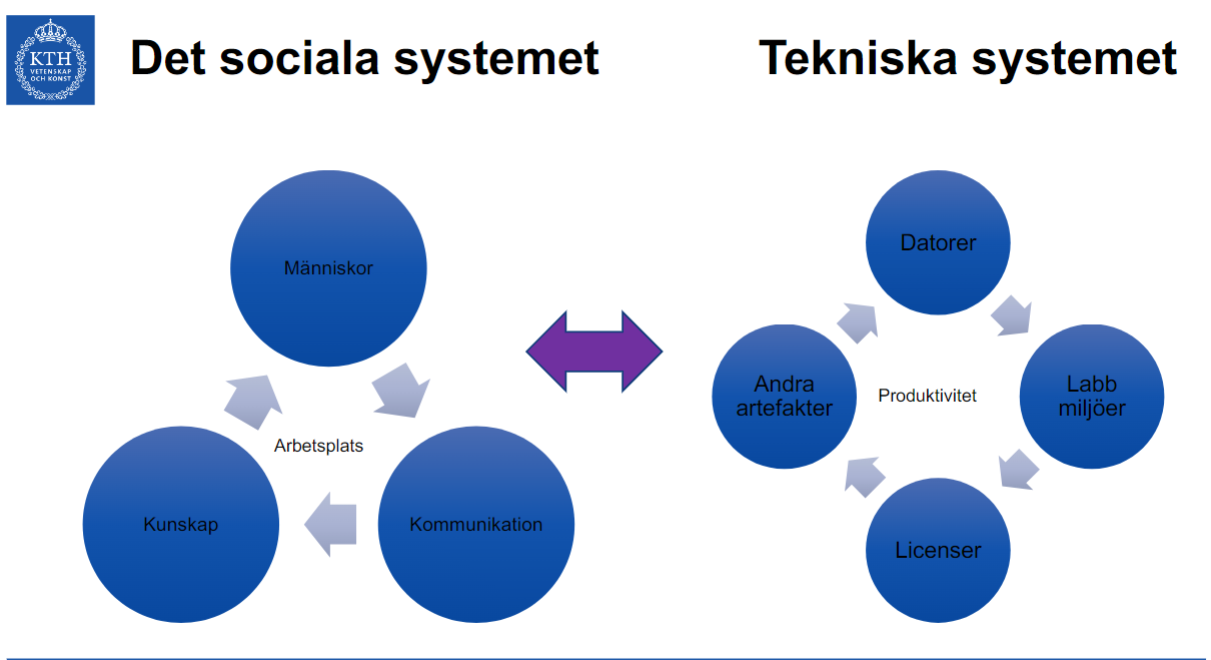 KTH
VETENSKAP
OCH KONST
Det sociala systemet
Tekniska systemet
Människor
Arbetsplats
Kunskap
Kommunikation
Datorer
Andra
artefakter
Produktivitet
Labb
miljöer
Licenser